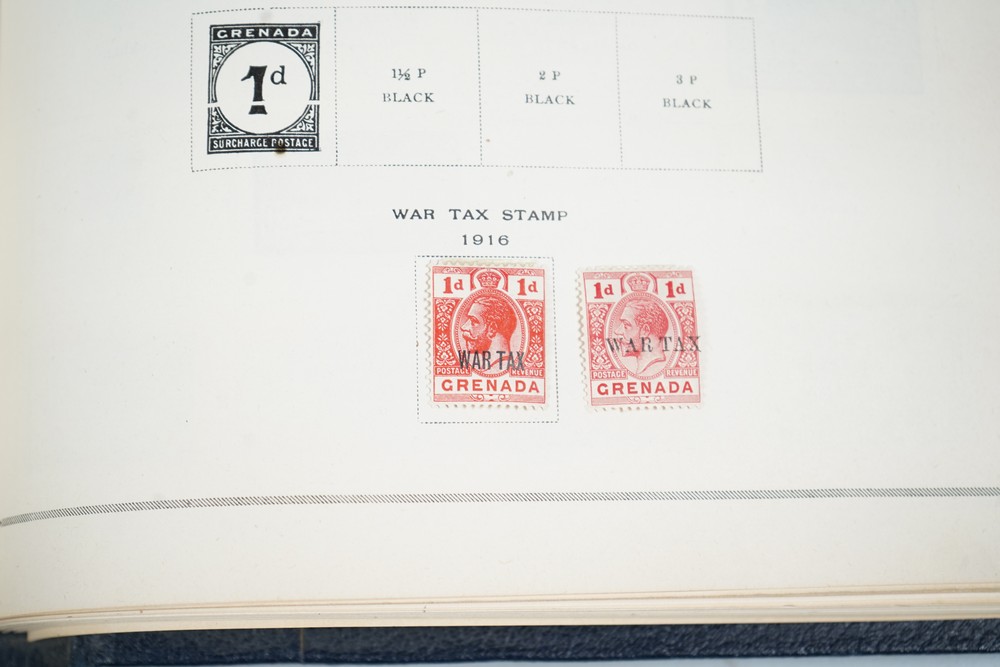 GRENADA
1d
SURCHARGE POSTAGE
1½ P
BLACK
2 P
BLACK
3 P
BLACK
WAR TAX STAMP
1916
1d 1d
WAR TAX
POSTAGE REVENUE
GRENADA
1d 1d
WAR TAX
POSTAGE REVENUE
GRENADA